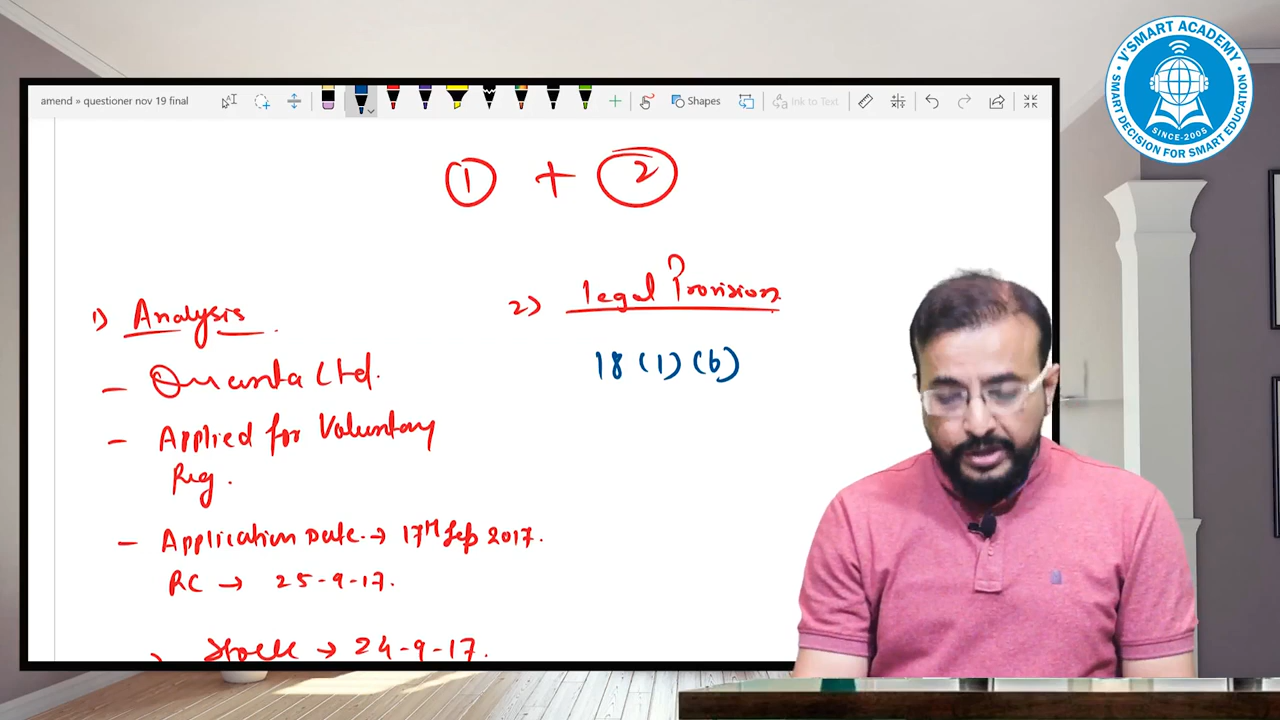 V'SMART ACADEMY
SMART DECISION FOR SMART EDUCATION
SINCE-2005
amend » questioner nov 19 final
Shapes
Ink to Text
① + ②
1) Analysis
- Quanta Ltd.
- Applied for Voluntary
Reg.
- Application Date → 17th Sep 2017.
RC → 25-9-17.
Stock → 24-9-17.
2) Legal Provision
18 (1) (b)